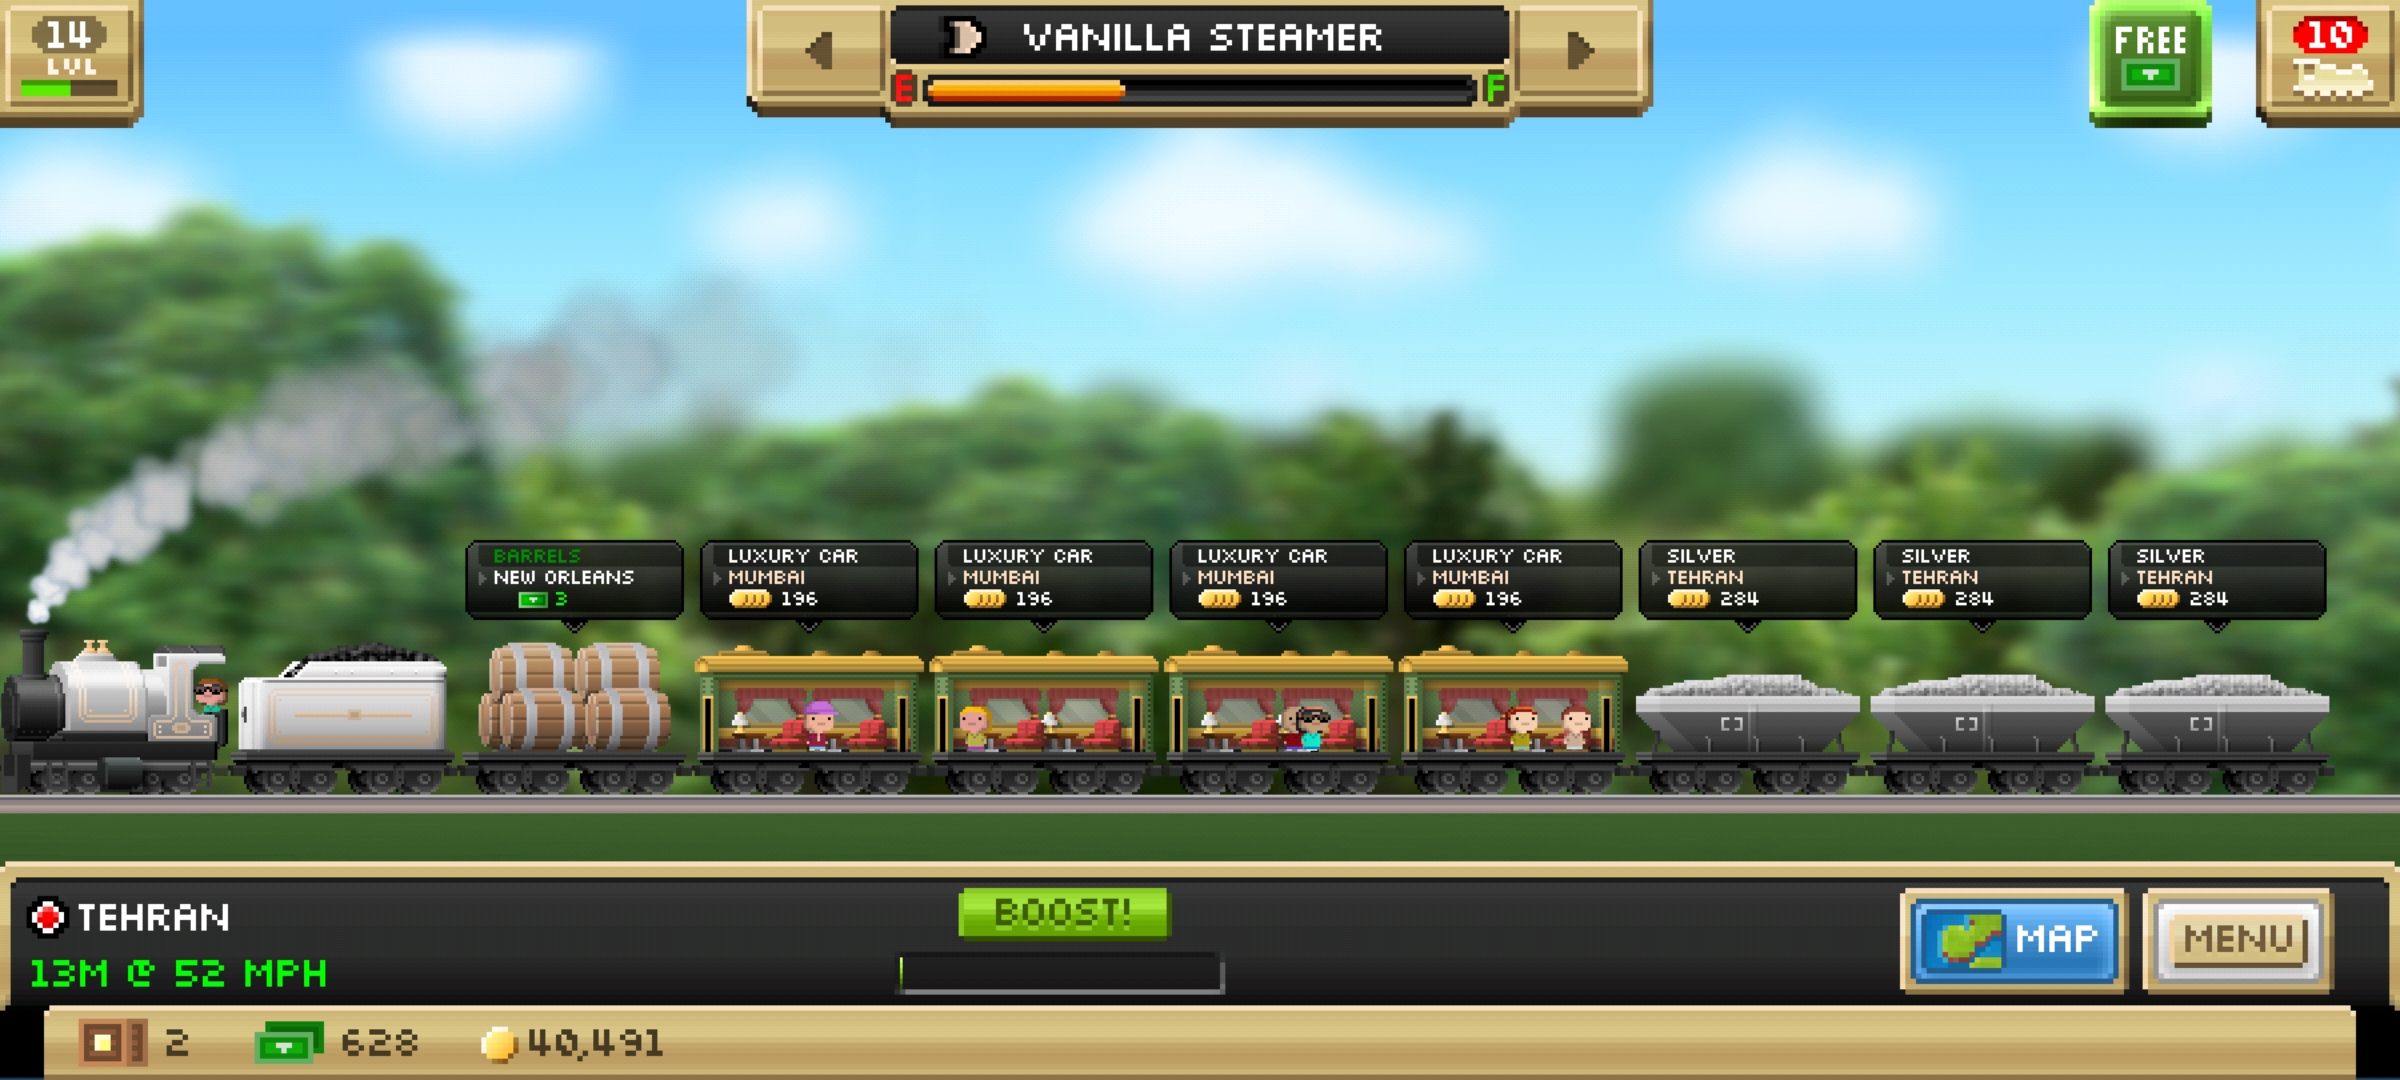 14
LVL
VANILLA STEAMER
E
F
FREE
10
BARRELS
NEW ORLEANS
3
LUXURY CAR
MUMBAI
196
LUXURY CAR
MUMBAI
196
LUXURY CAR
MUMBAI
196
LUXURY CAR
MUMBAI
196
SILVER
TEHRAN
284
SILVER
TEHRAN
284
SILVER
TEHRAN
284
TEHRAN
13M @ 52 MPH
BOOST!
MAP
MENU
2
628
40,491